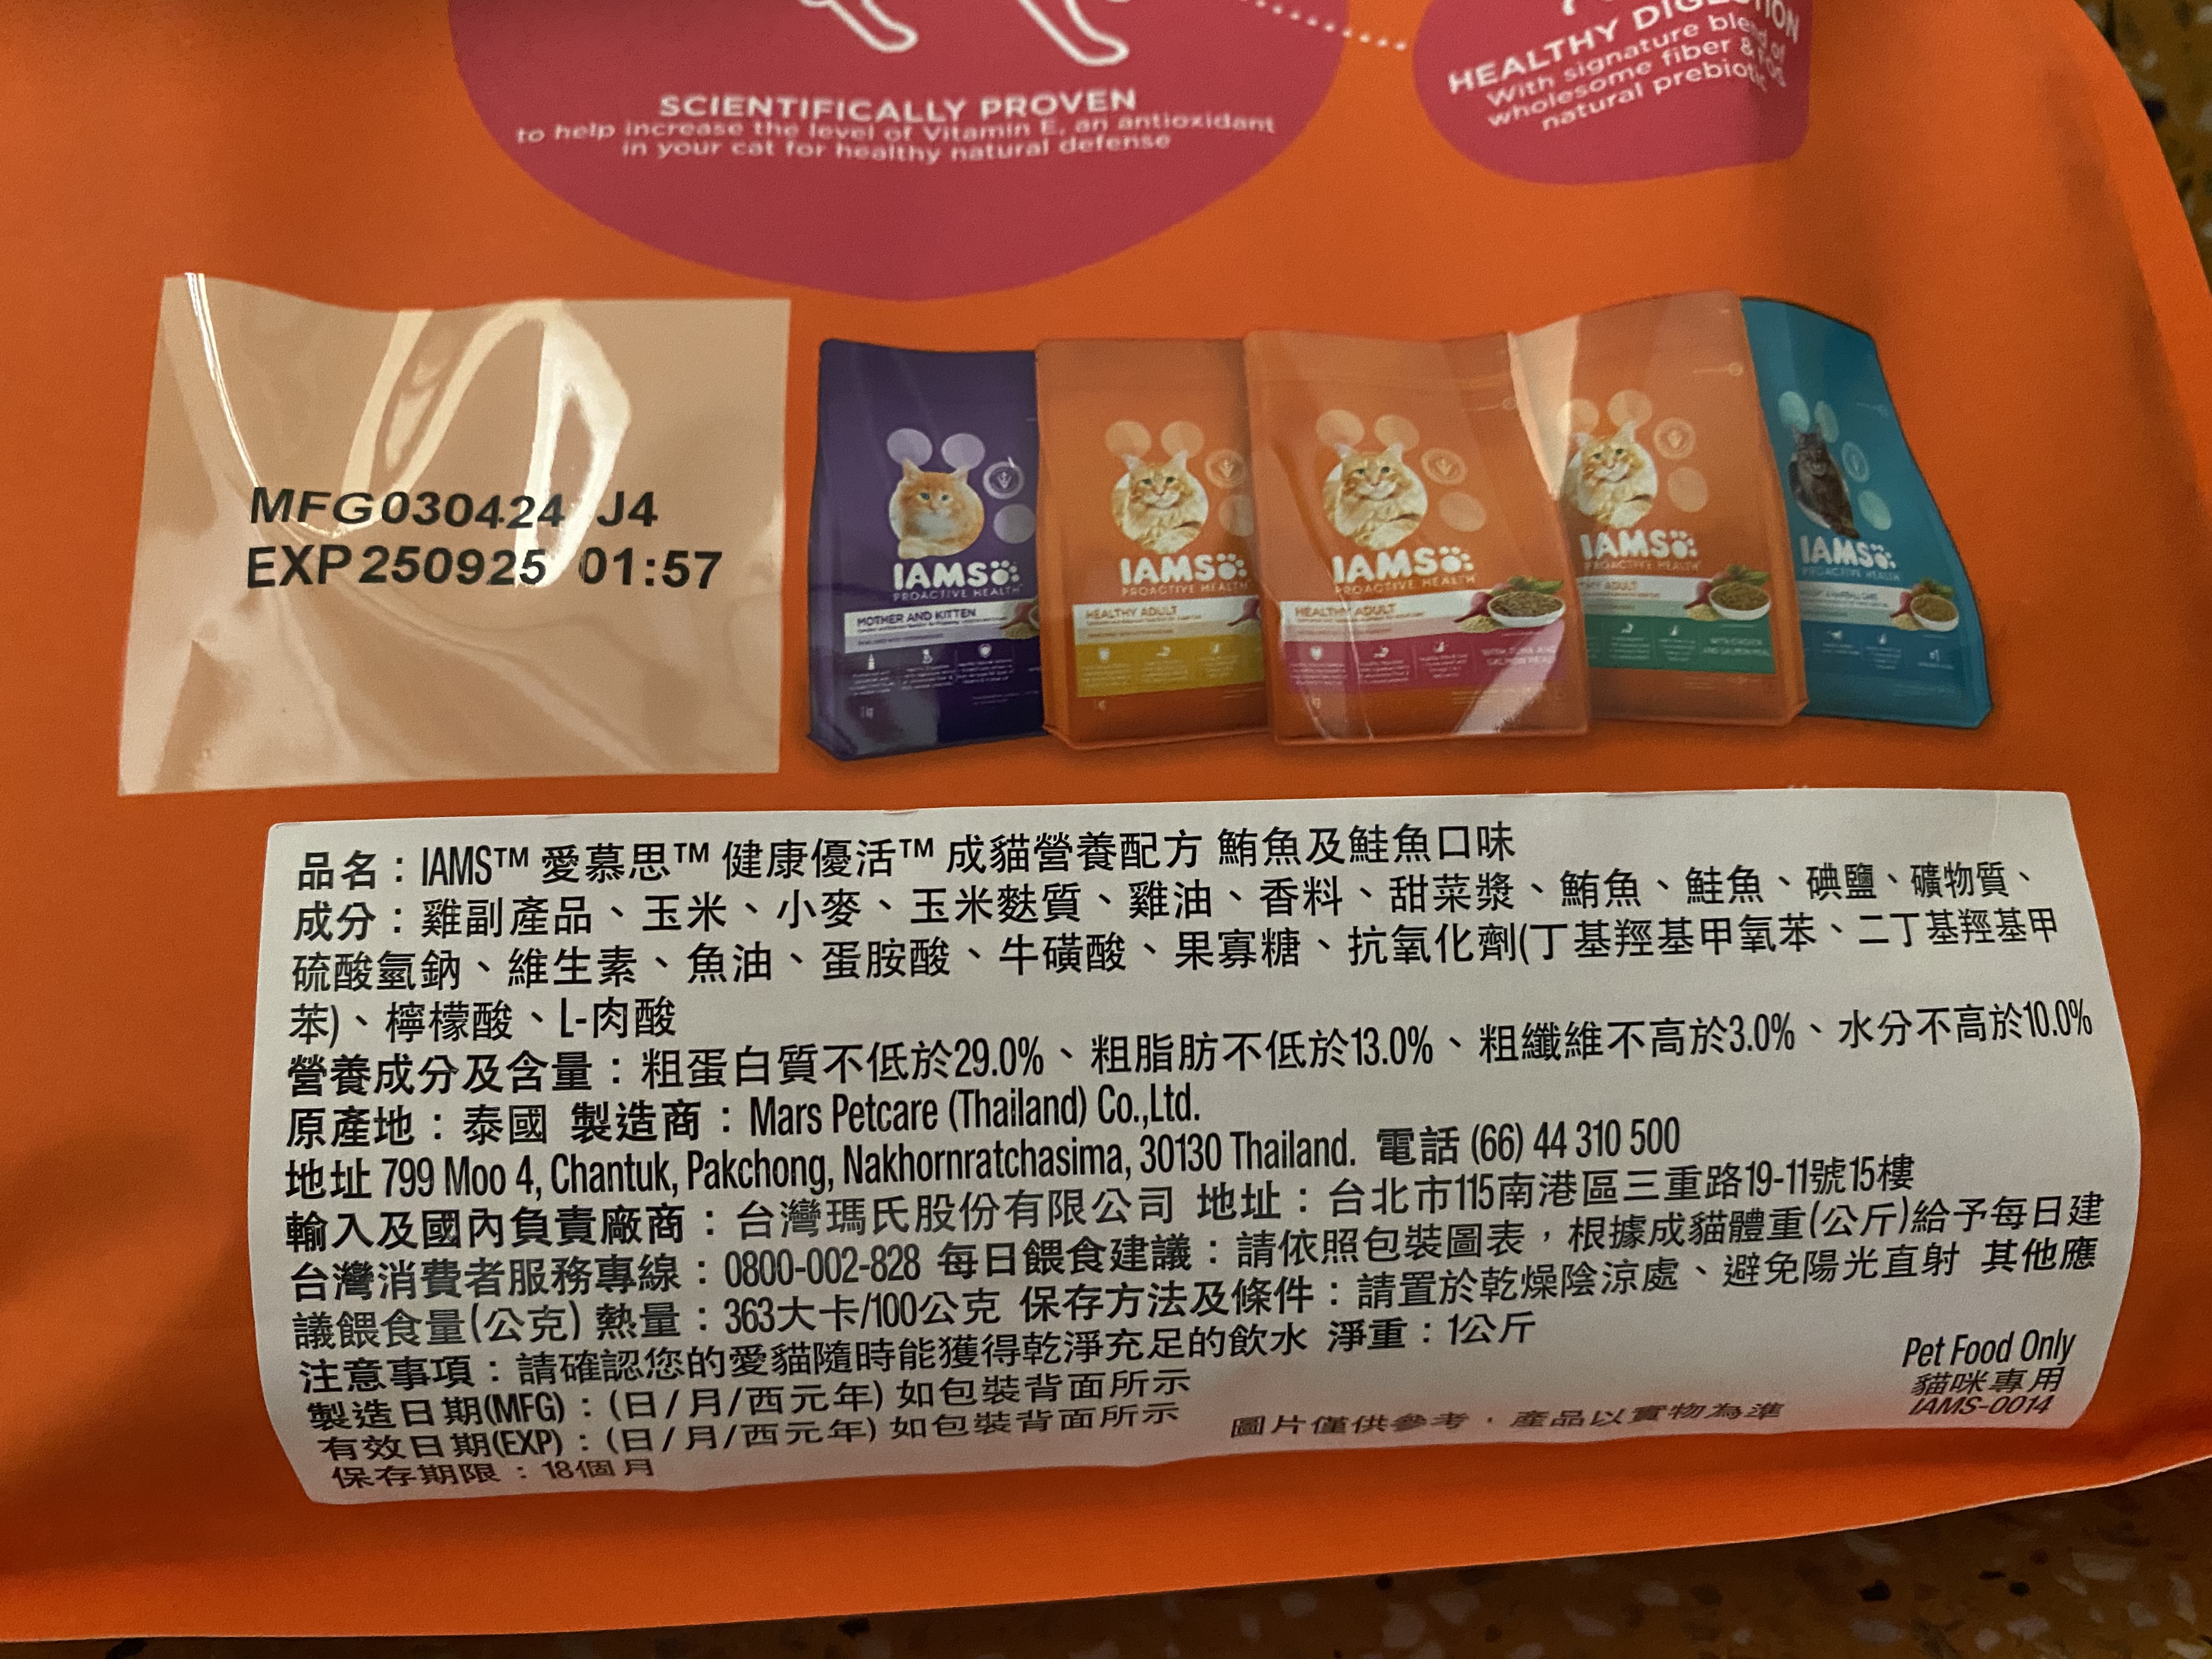 HEALTHY DIGESTION
With signature blend of
wholesome fiber &
natural prebiotic
SCIENTIFICALLY PROVEN
to help increase the level of Vitamin E, an antioxidant
in your cat for healthy natural defense
MFG030424 J4
EXP250925 01:57
IAMS
PROACTIVE HEALTH
MOTHER AND KITTEN
1kg
IAMS
PROACTIVE HEALTH
HEALTHY ADULT
IAMS
PROACTIVE HEALTH
HEALTHY ADULT
WITH TUNA AND
SALMON MEAL
IAMS
PROACTIVE HEALTH
ADULT
WITH CHICKEN
AND SALMON MEAL
IAMS
PROACTIVE HEALTH
品名：IAMS™ 愛慕思™ 健康優活™ 成貓營養配方 鮪魚及鮭魚口味
成分：雞副產品、玉米、小麥、玉米麩質、雞油、香料、甜菜漿、鮪魚、鮭魚、碘鹽、礦物質、
硫酸氫鈉、維生素、魚油、蛋胺酸、牛磺酸、果寡糖、抗氧化劑(丁基羥基甲氧苯、二丁基羥基甲
苯)、檸檬酸、L-肉酸
營養成分及含量：粗蛋白質不低於29.0%、粗脂肪不低於13.0%、粗纖維不高於3.0%、水分不高於10.0%
原產地：泰國 製造商：Mars Petcare (Thailand) Co.,Ltd.
地址 799 Moo 4, Chantuk, Pakchong, Nakhornratchasima, 30130 Thailand. 電話 (66) 44 310 500
輸入及國內負責廠商：台灣瑪氏股份有限公司 地址：台北市115南港區三重路19-11號15樓
台灣消費者服務專線：0800-002-828 每日餵食建議：請依照包裝圖表，根據成貓體重(公斤)給予每日建
議餵食量(公克) 熱量：363大卡/100公克 保存方法及條件：請置於乾燥陰涼處、避免陽光直射 其他應
注意事項：請確認您的愛貓隨時能獲得乾淨充足的飲水 淨重：1公斤
製造日期(MFG)：(日/月/西元年) 如包裝背面所示
有效日期(EXP)：(日/月/西元年) 如包裝背面所示
保存期限：18個月
圖片僅供參考，產品以實物為準
Pet Food Only
貓咪專用
IAMS-0014